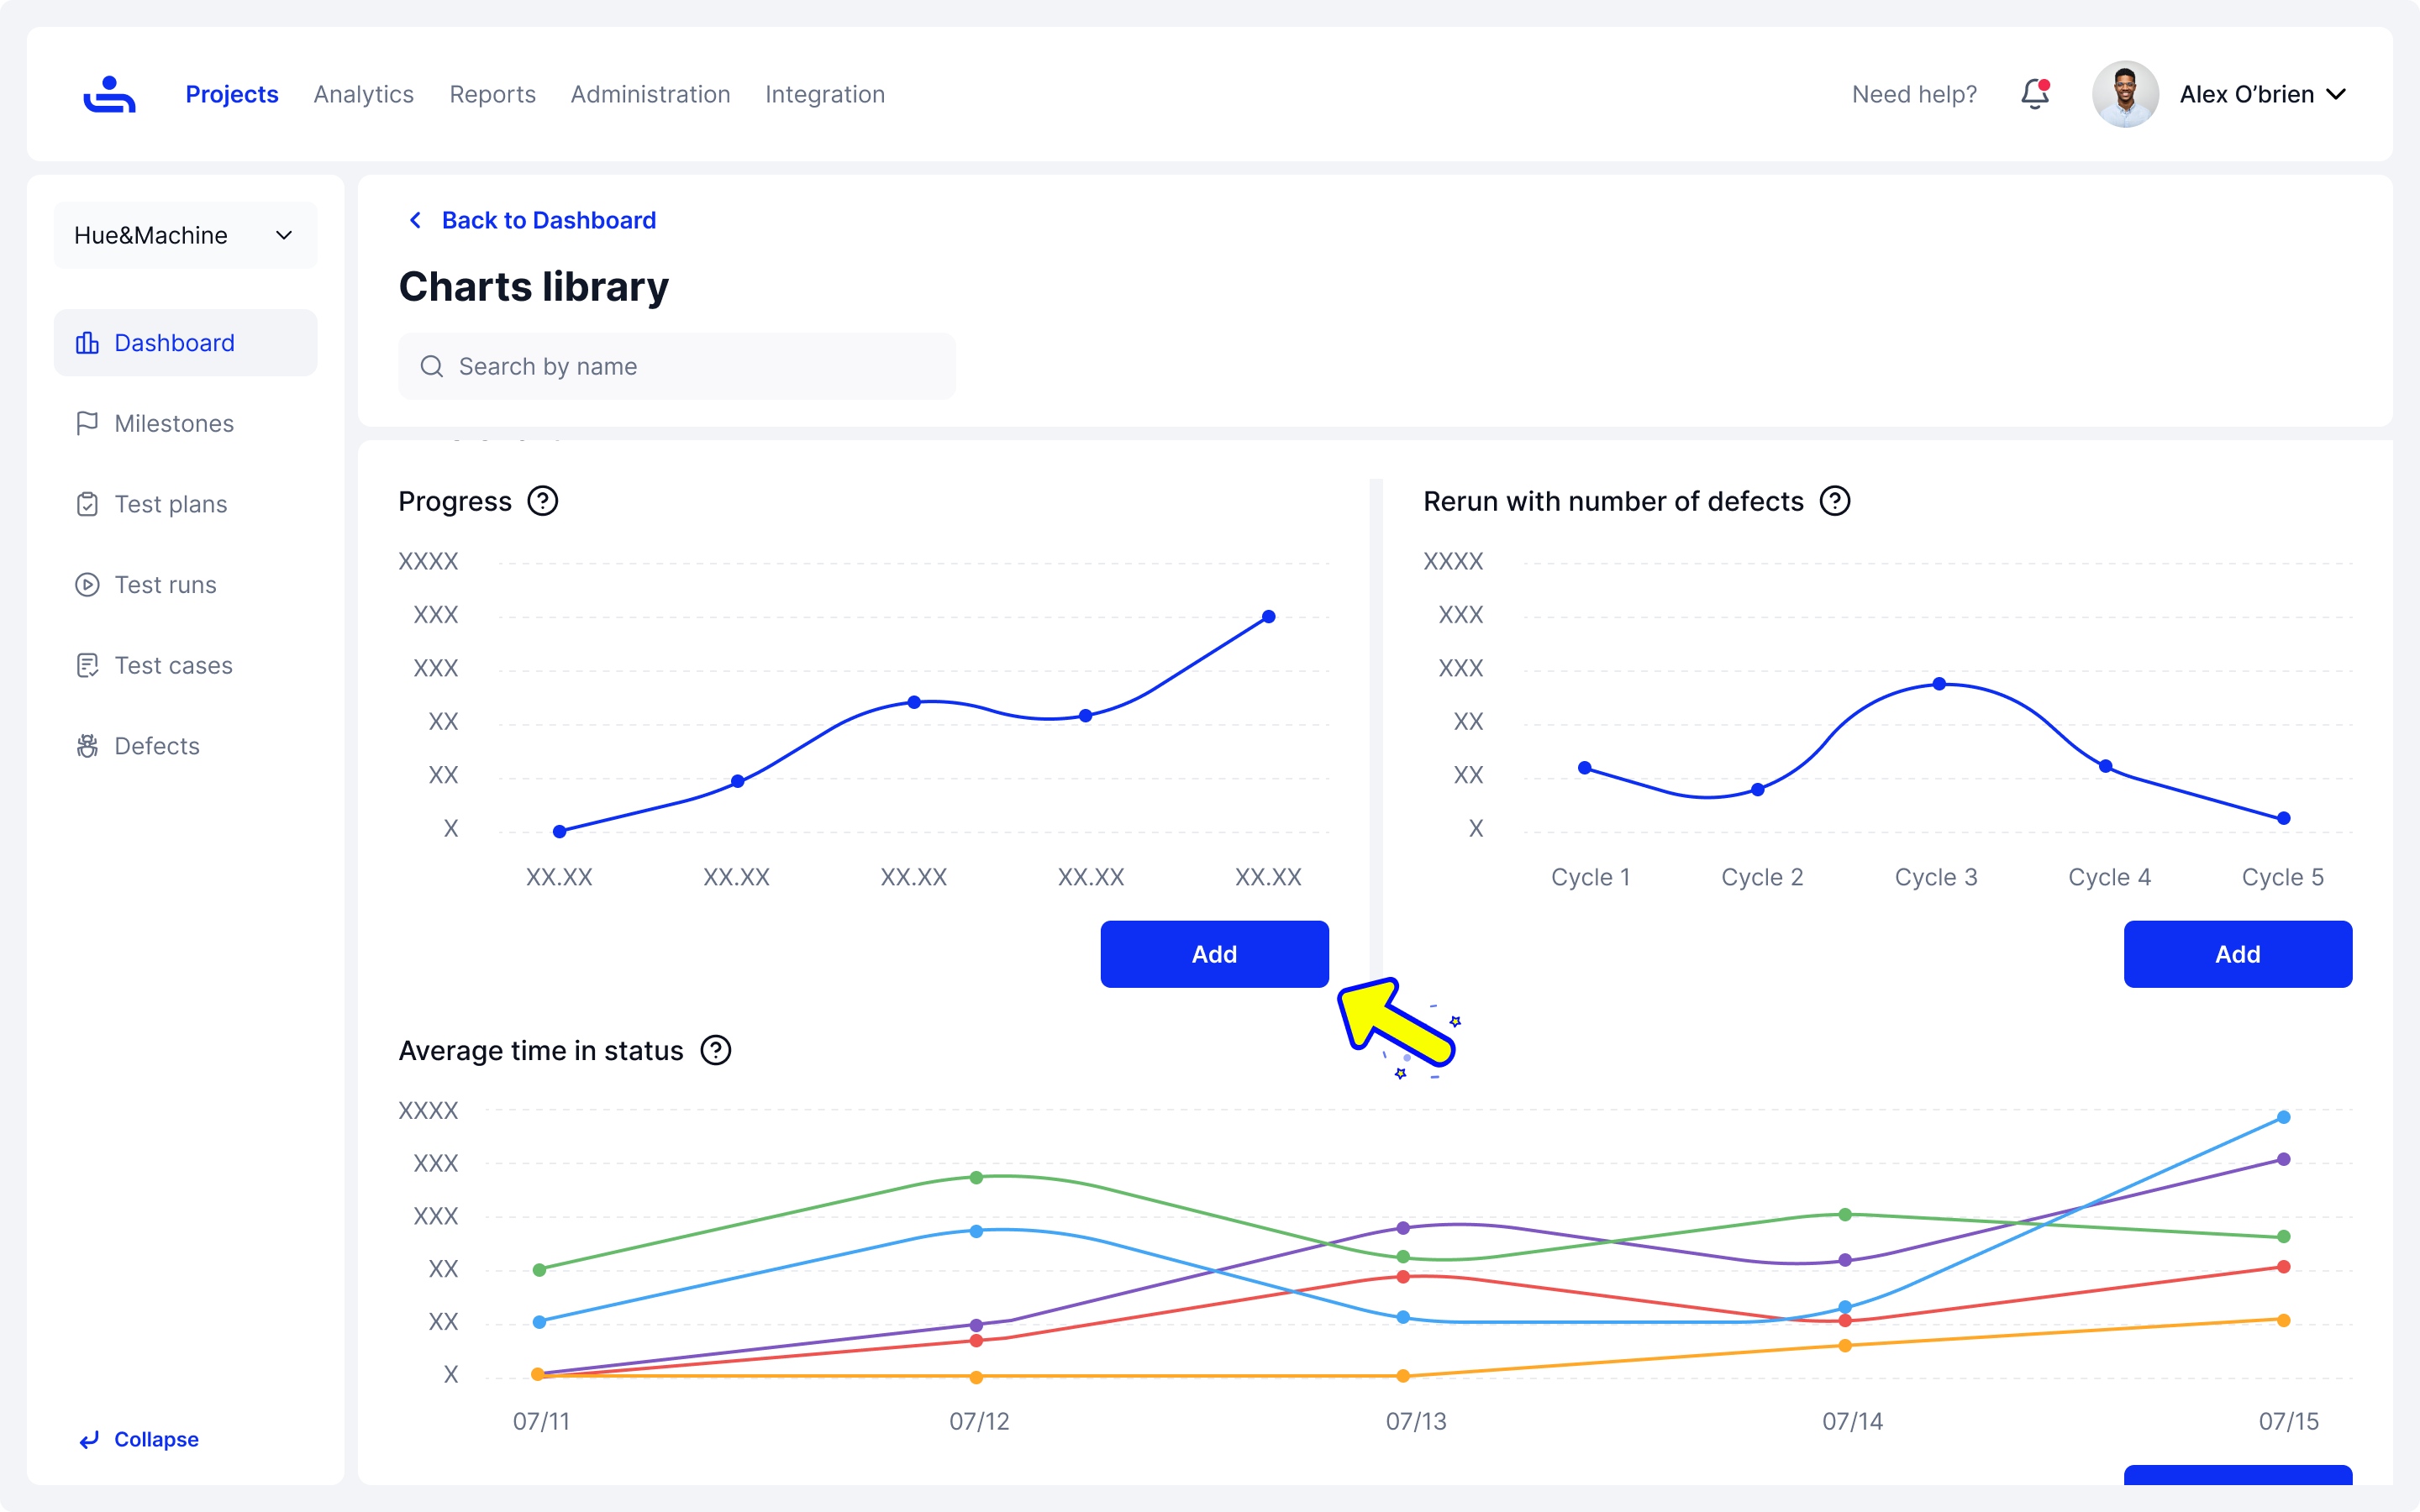 Projects Analytics Reports Administration Integration Need help? Alex O’brien
Hue&Machine
Dashboard
Milestones
Test plans
Test runs
Test cases
Defects
Collapse
Back to Dashboard
Charts library
Search by name
Progress
XXXX
XXX
XXX
XX
XX
X
XX.XX XX.XX XX.XX XX.XX XX.XX
Add
Rerun with number of defects
XXXX
XXX
XXX
XX
XX
X
Cycle 1 Cycle 2 Cycle 3 Cycle 4 Cycle 5
Add
Average time in status
XXXX
XXX
XXX
XX
XX
X
07/11 07/12 07/13 07/14 07/15